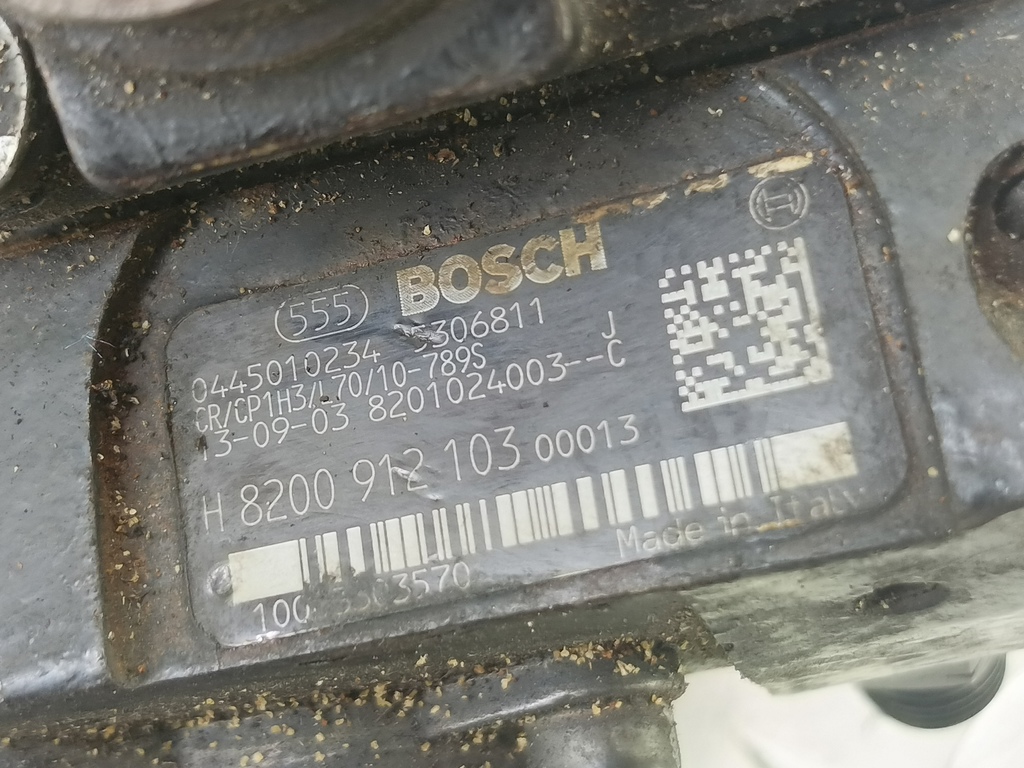 555 BOSCH
0445010234 3306811
CR/CP1H3/L70/10-789S J
13-09-03 8201024003--C
H 8200 912 103 00013
Made in Italy